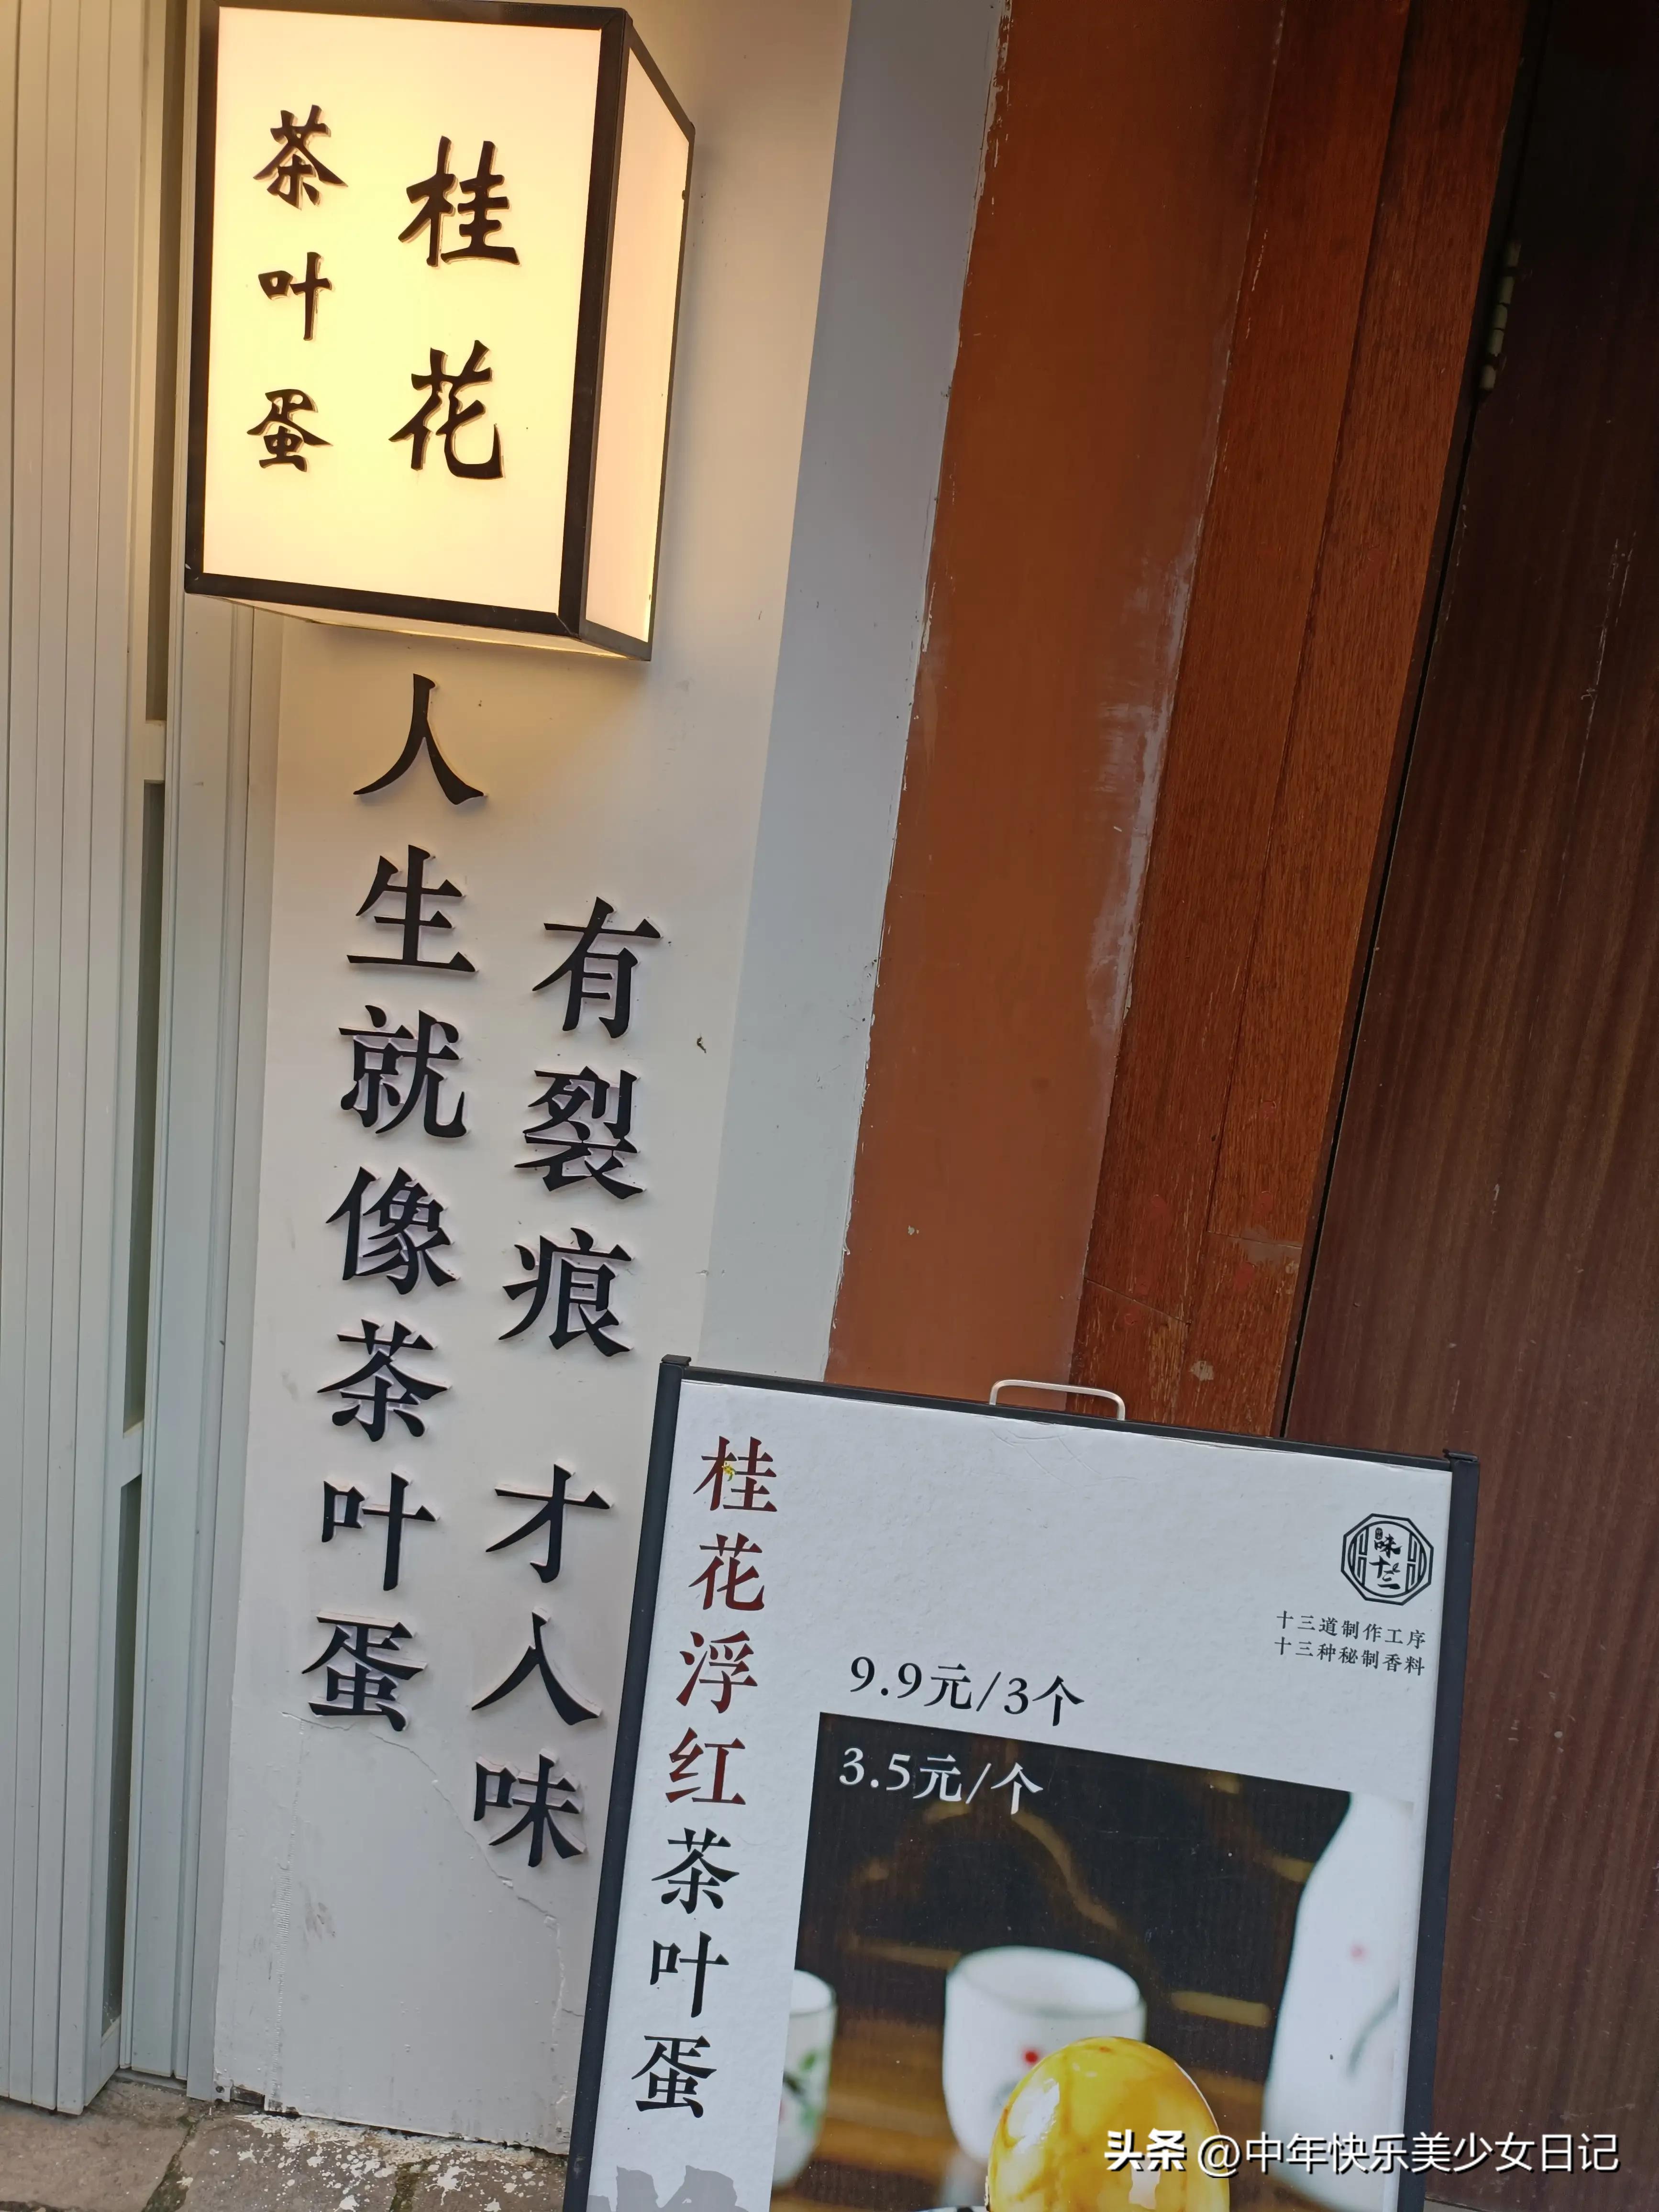 桂花
茶叶蛋
人生就像茶叶蛋
有裂痕 才入味
桂花浮红茶叶蛋
味十三
十三道制作工序
十三种秘制香料
9.9元/3个
3.5元/个
头条 @中年快乐美少女日记